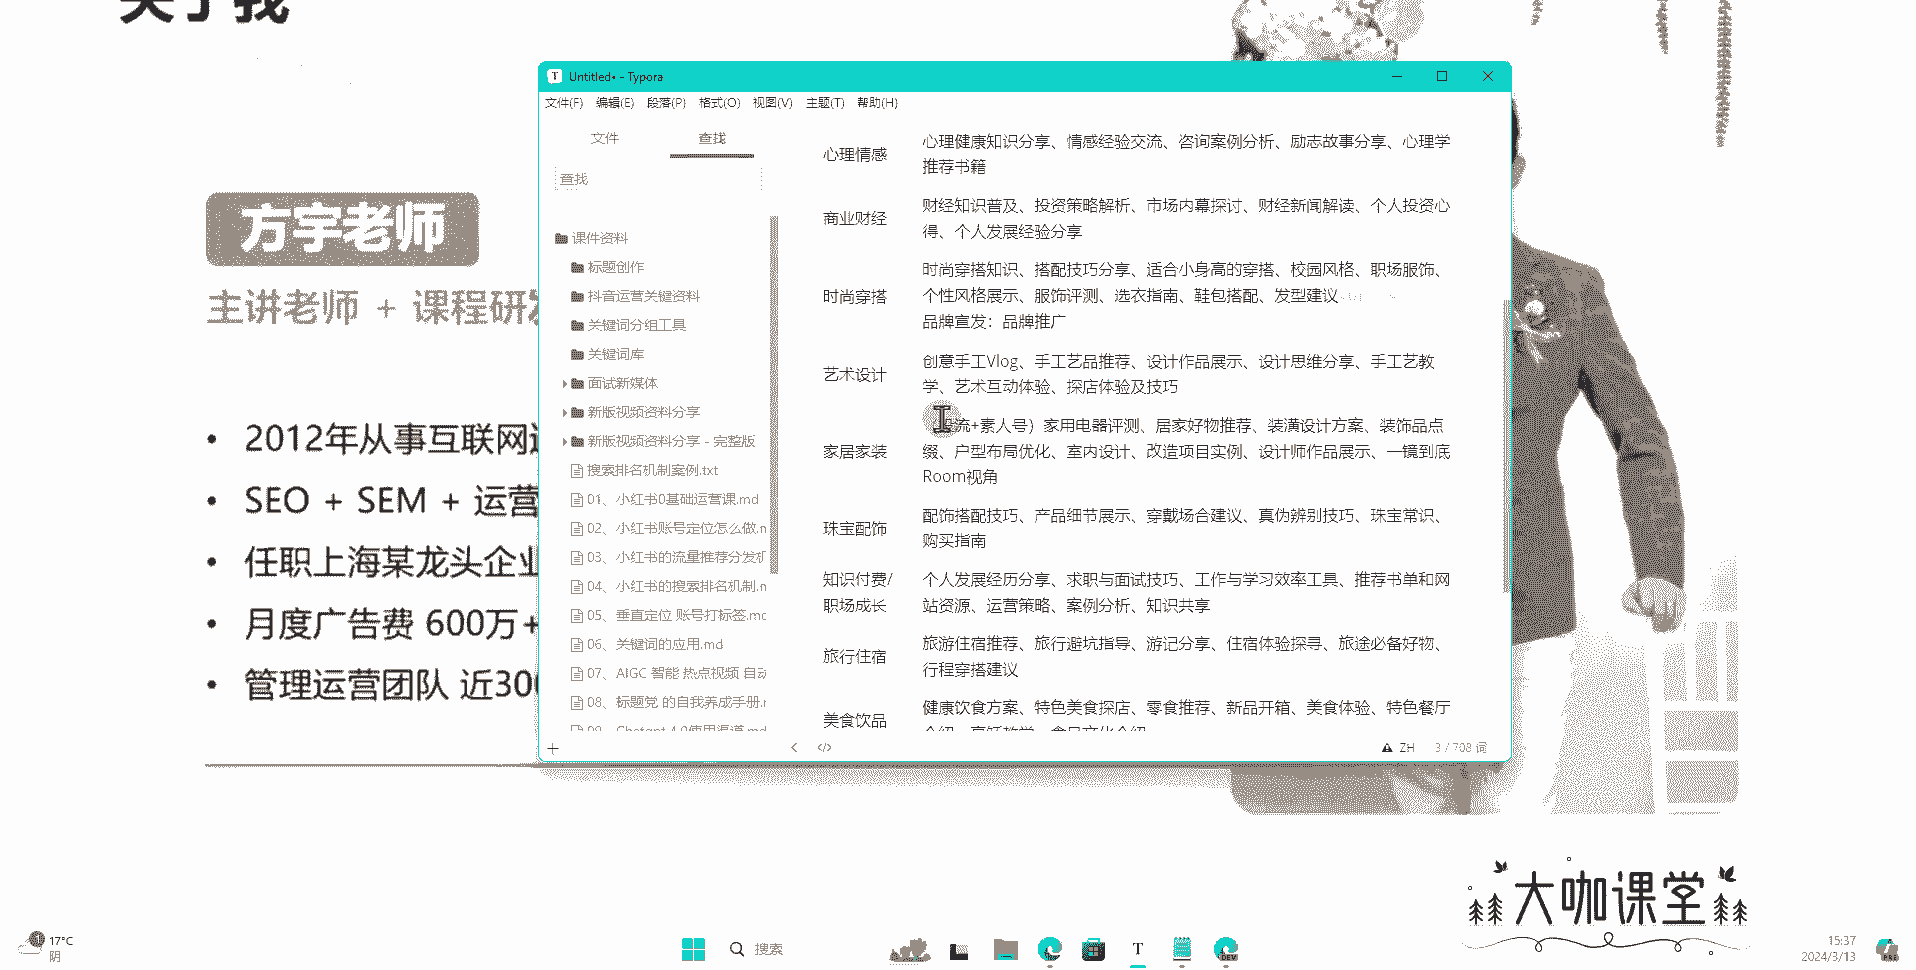 关于我
方宇老师
主讲老师 + 课程研发
2012年从事互联网
SEO + SEM + 运营
任职上海某龙头企业
月度广告费 600万+
管理运营团队 近300
Untitled• - Typora
文件(F) 编辑(E) 段落(P) 格式(O) 视图(V) 主题(T) 帮助(H)
文件 查找
查找
课件资料
标题创作
抖音运营关键资料
关键词分组工具
关键词库
面试新媒体
新版视频资料分享
新版视频资料分享 - 完整版
搜索排名机制案例.txt
01、小红书0基础运营课.md
02、小红书账号定位怎么做.m
03、小红书的流量推荐分发机
04、小红书的搜索排名机制.m
05、垂直定位 账号打标签.md
06、关键词的应用.md
07、AIGC 智能 热点视频 自动
08、标题党 的自我养成手册.m
09、Chatgpt 4.0使用渠道.md
心理情感
心理健康知识分享、情感经验交流、咨询案例分析、励志故事分享、心理学
推荐书籍
商业财经
财经知识普及、投资策略解析、市场内幕探讨、财经新闻解读、个人投资心
得、个人发展经验分享
时尚穿搭
时尚穿搭知识、搭配技巧分享、适合小身高的穿搭、校园风格、职场服饰、
个性风格展示、服饰评测、选衣指南、鞋包搭配、发型建议
品牌宣发：品牌推广
艺术设计
创意手工Vlog、手工艺品推荐、设计作品展示、设计思维分享、手工艺教
学、艺术互动体验、探店体验及技巧
家居家装
流+素人号）家用电器评测、居家好物推荐、装潢设计方案、装饰品点
缀、户型布局优化、室内设计、改造项目实例、设计师作品展示、一镜到底
Room视角
珠宝配饰
配饰搭配技巧、产品细节展示、穿戴场合建议、真伪辨别技巧、珠宝常识、
购买指南
知识付费/
职场成长
个人发展经历分享、求职与面试技巧、工作与学习效率工具、推荐书单和网
站资源、运营策略、案例分析、知识共享
旅行住宿
旅游住宿推荐、旅行避坑指导、游记分享、住宿体验探寻、旅途必备好物、
行程穿搭建议
美食饮品
健康饮食方案、特色美食探店、零食推荐、新品开箱、美食体验、特色餐厅
ZH 3 / 708 词
大咖课堂
17°C
阴
搜索
T
DEV
15:37
2024/3/13
PRE